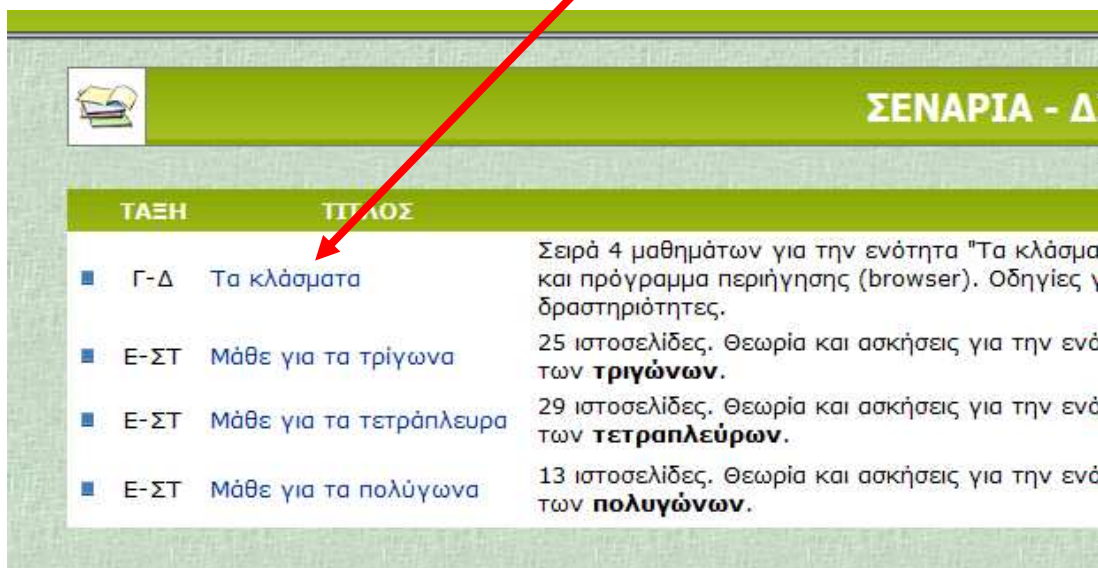 ΣΕΝΑΡΙΑ - Δ
ΤΑΞΗ ΤΙΤΛΟΣ
Γ-Δ Τα κλάσματα
Σειρά 4 μαθημάτων για την ενότητα "Τα κλάσμα
και πρόγραμμα περιήγησης (browser). Οδηγίες γ
δραστηριότητες.
Ε-ΣΤ Μάθε για τα τρίγωνα
25 ιστοσελίδες. Θεωρία και ασκήσεις για την ενό
των τριγώνων.
Ε-ΣΤ Μάθε για τα τετράπλευρα
29 ιστοσελίδες. Θεωρία και ασκήσεις για την ενό
των τετραπλεύρων.
Ε-ΣΤ Μάθε για τα πολύγωνα
13 ιστοσελίδες. Θεωρία και ασκήσεις για την ενό
των πολυγώνων.